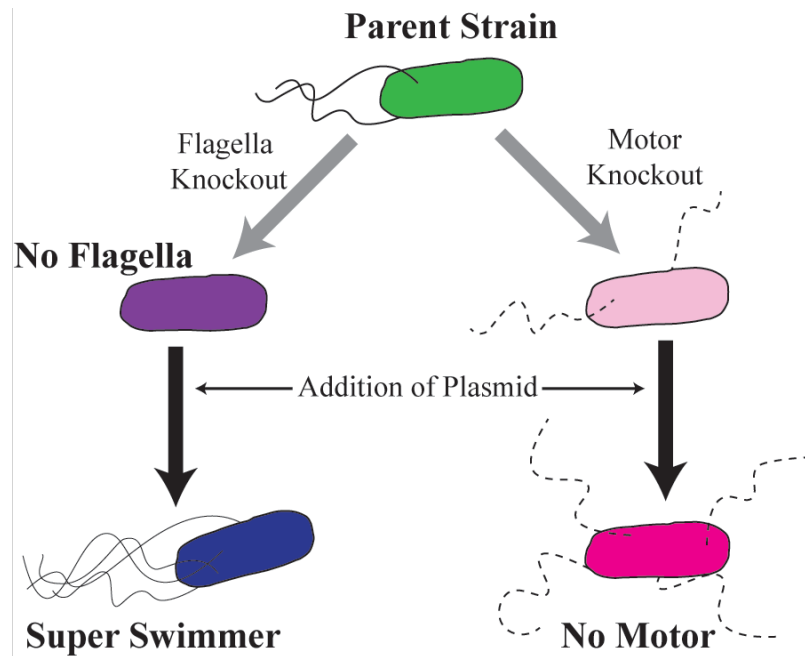 Parent Strain
Flagella
Knockout
Motor
Knockout
No Flagella
Addition of Plasmid
Super Swimmer
No Motor